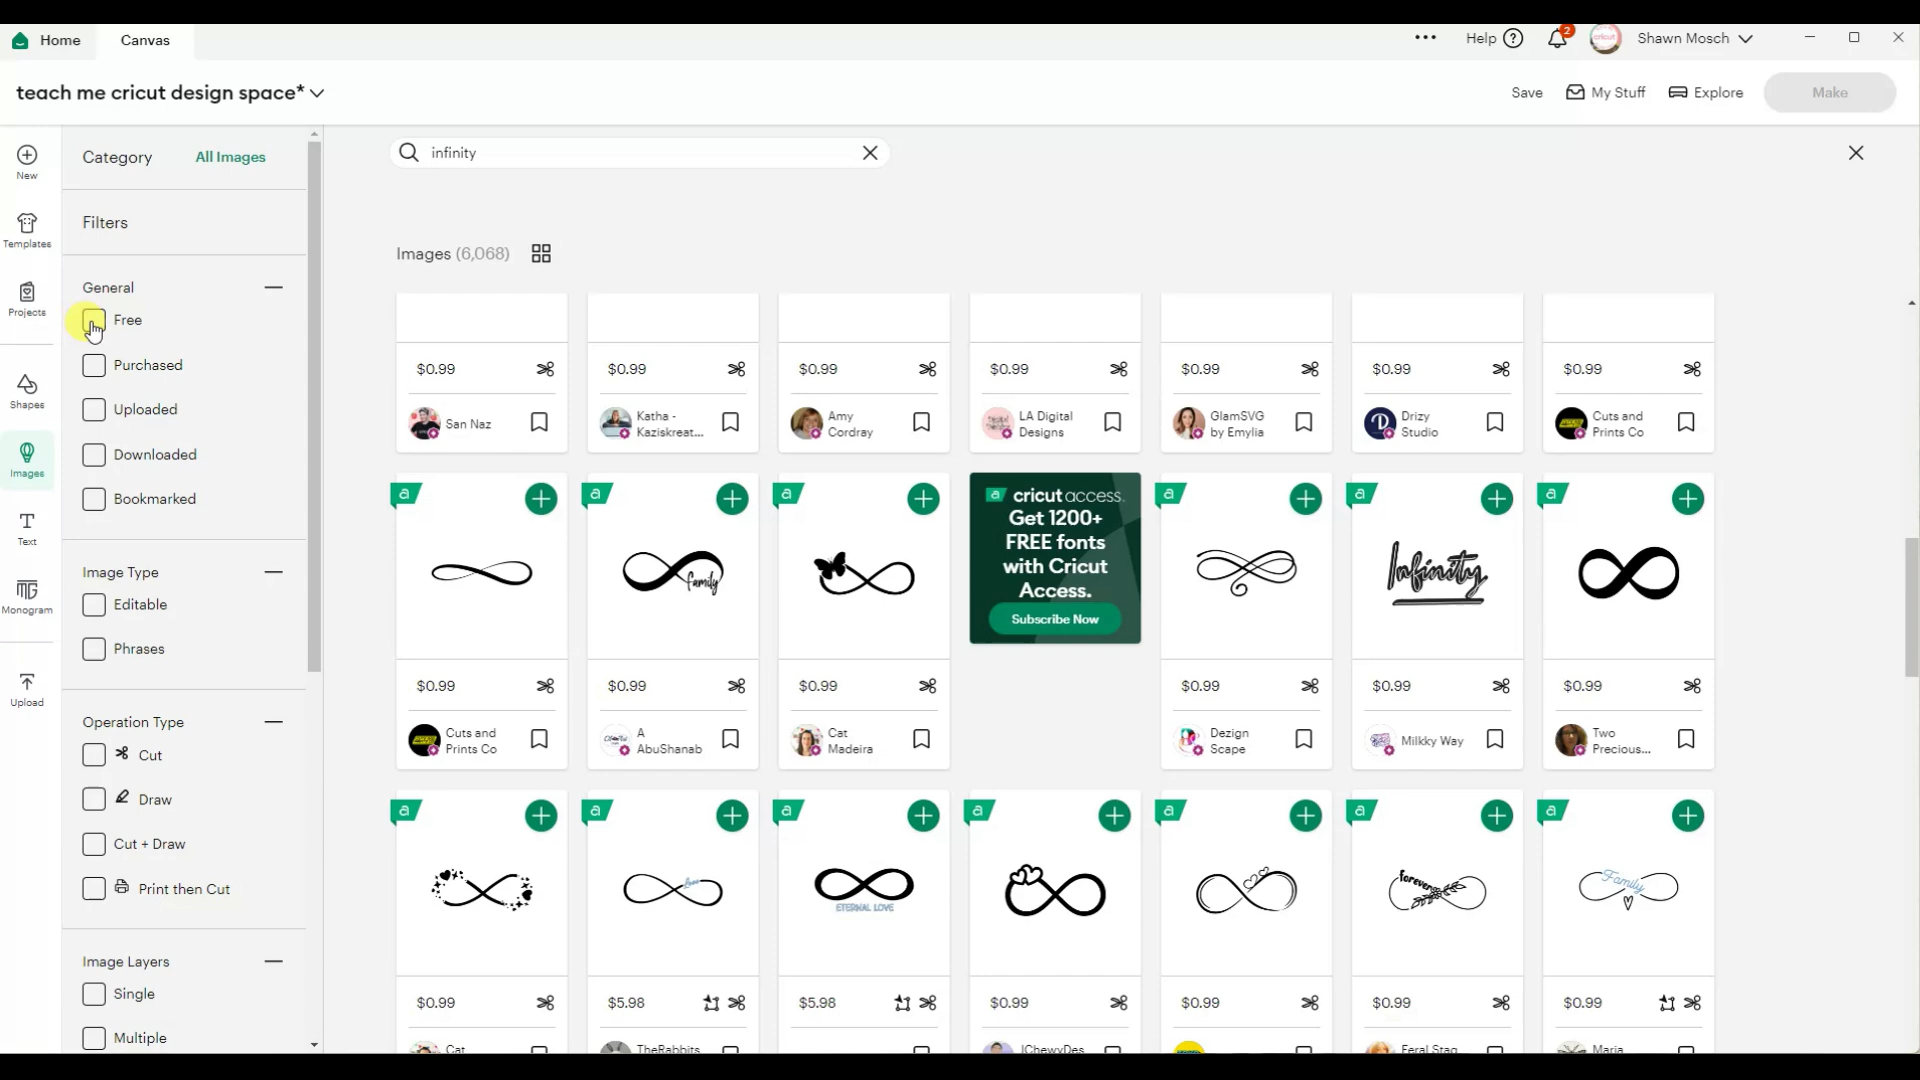 Home
Canvas
Help
2
Shawn Mosch
teach me cricut design space*
Save
My Stuff
Explore
Make
New
Templates
Projects
Shapes
Images
Text
Monogram
Upload
Category
All Images
Filters
General
Free
Purchased
Uploaded
Downloaded
Bookmarked
Image Type
Editable
Phrases
Operation Type
Cut
Draw
Cut + Draw
Print then Cut
Image Layers
Single
Multiple
infinity
Images (6,068)
$0.99
$0.99
$0.99
$0.99
$0.99
$0.99
$0.99
San Naz
Katha -
Kaziskreat...
Amy
Cordray
LA Digital
Designs
GlamSVG
by Emylia
Drizy
Studio
Cuts and
Prints Co
a
a
a
a
a
a
family
cricut access.
Get 1200+
FREE fonts
with Cricut
Access.
Subscribe Now
Infinity
$0.99
$0.99
$0.99
$0.99
$0.99
$0.99
Cuts and
Prints Co
A
AbuShanab
Cat
Madeira
Dezign
Scape
Milkky Way
Two
Precious...
a
a
a
a
a
a
a
Love
ETERNAL LOVE
forever
Family
$0.99
$5.98
$5.98
$0.99
$0.99
$0.99
$0.99
Cat
TheRabbits
JChewyDes
Feral Stag
Maria